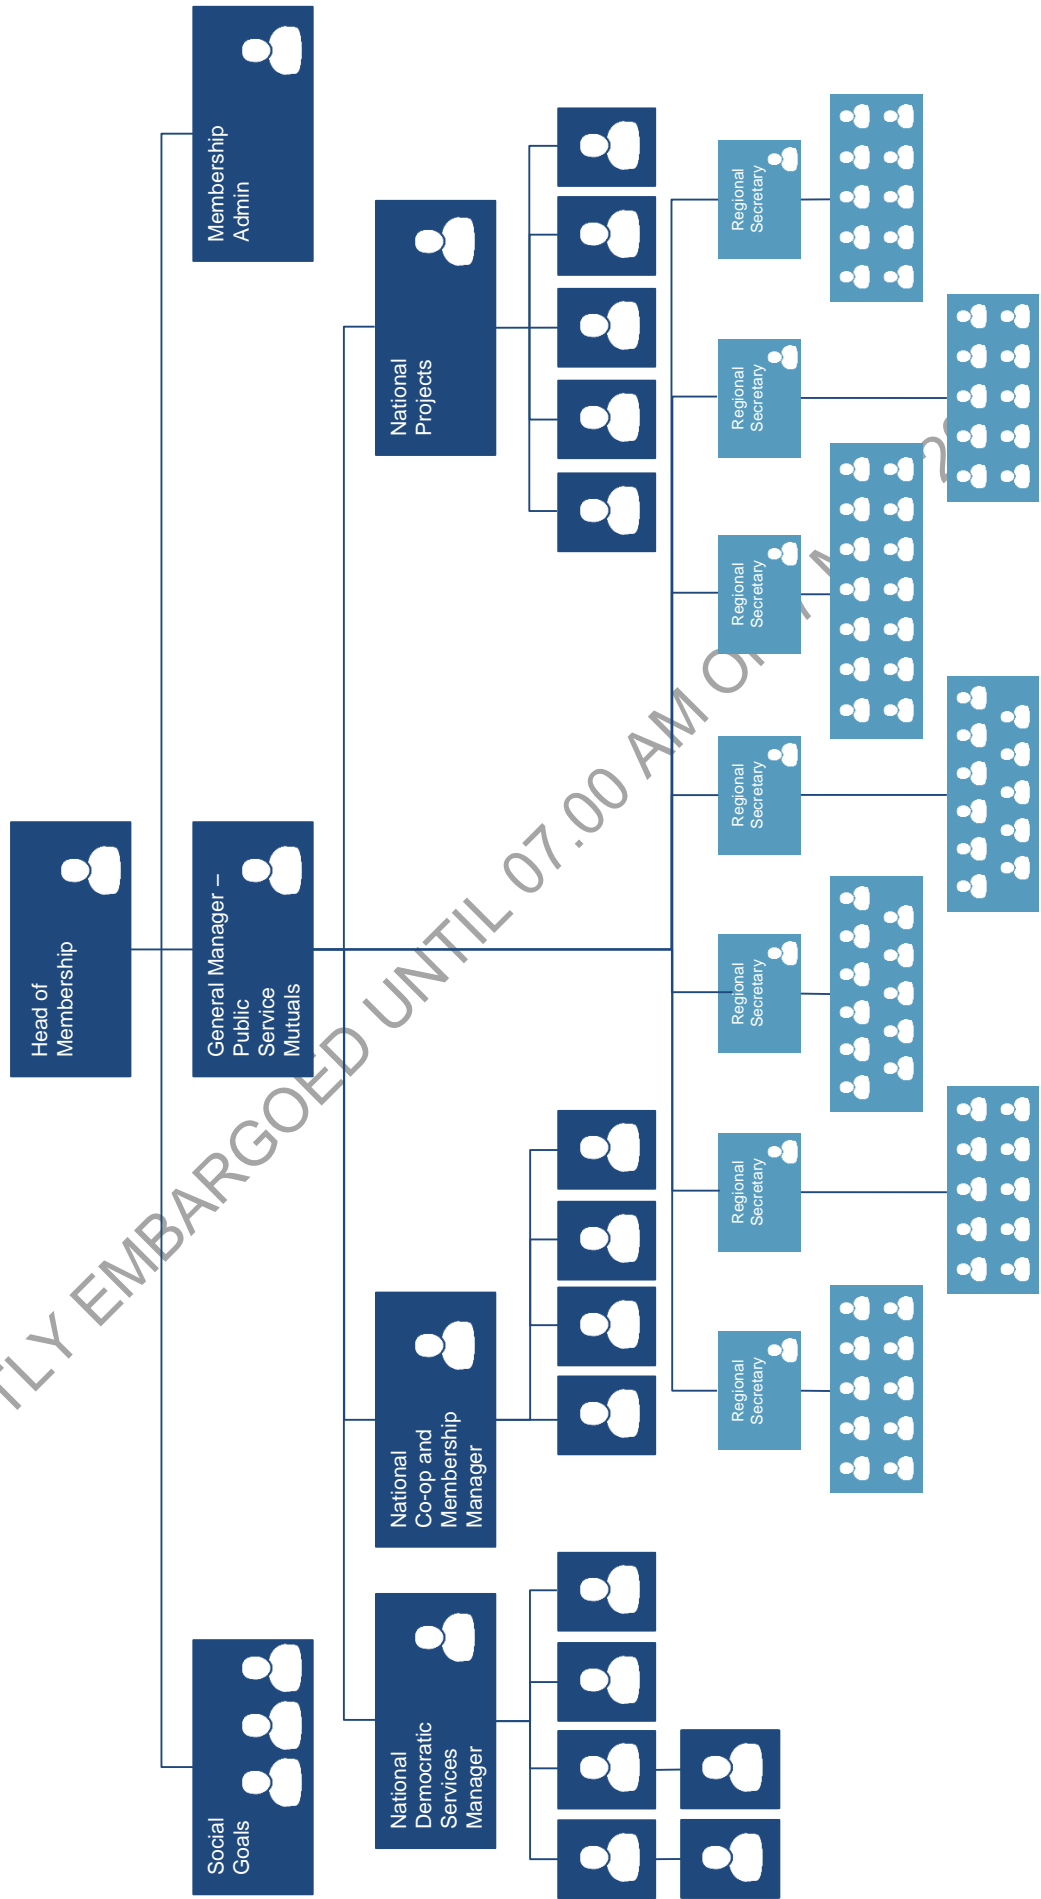 Head of
Membership
Social
Goals
General Manager –
Public
Service
Mutuals
Membership
Admin
National
Democratic
Services
Manager
National
Co-op and
Membership
Manager
National
Projects
Regional
Secretary
Regional
Secretary
Regional
Secretary
Regional
Secretary
Regional
Secretary
Regional
Secretary
Regional
Secretary
EMBARGOED UNTIL 07.00 AM